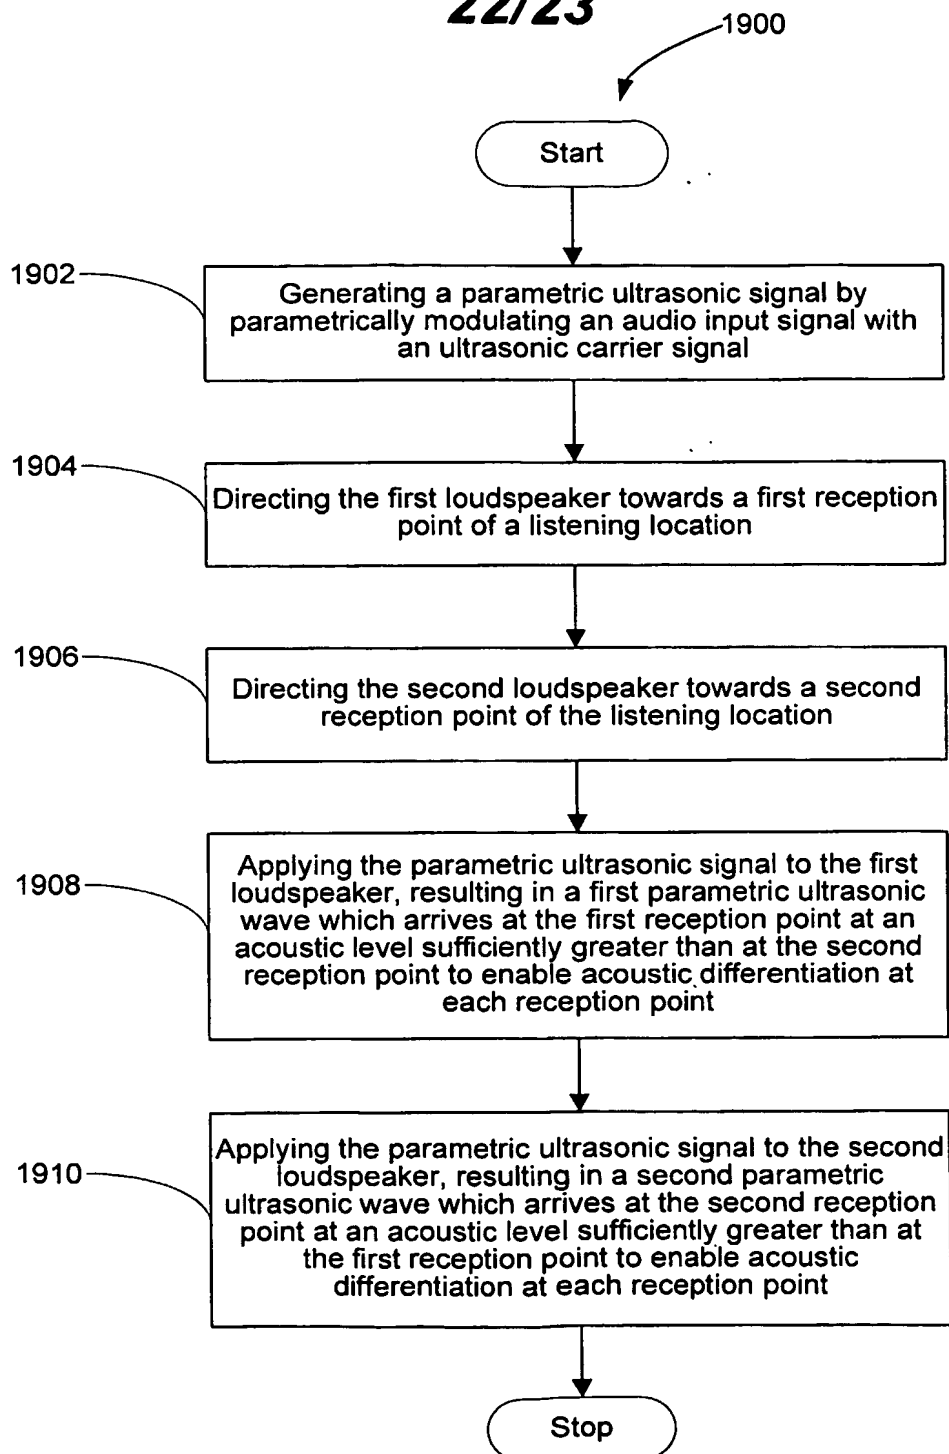 22/23
1900
Start
1902
Generating a parametric ultrasonic signal by
parametrically modulating an audio input signal with
an ultrasonic carrier signal
1904
Directing the first loudspeaker towards a first reception
point of a listening location
1906
Directing the second loudspeaker towards a second
reception point of the listening location
1908
Applying the parametric ultrasonic signal to the first
loudspeaker, resulting in a first parametric ultrasonic
wave which arrives at the first reception point at an
acoustic level sufficiently greater than at the second
reception point to enable acoustic differentiation at
each reception point
1910
Applying the parametric ultrasonic signal to the second
loudspeaker, resulting in a second parametric
ultrasonic wave which arrives at the second reception
point at an acoustic level sufficiently greater than at
the first reception point to enable acoustic
differentiation at each reception point
Stop